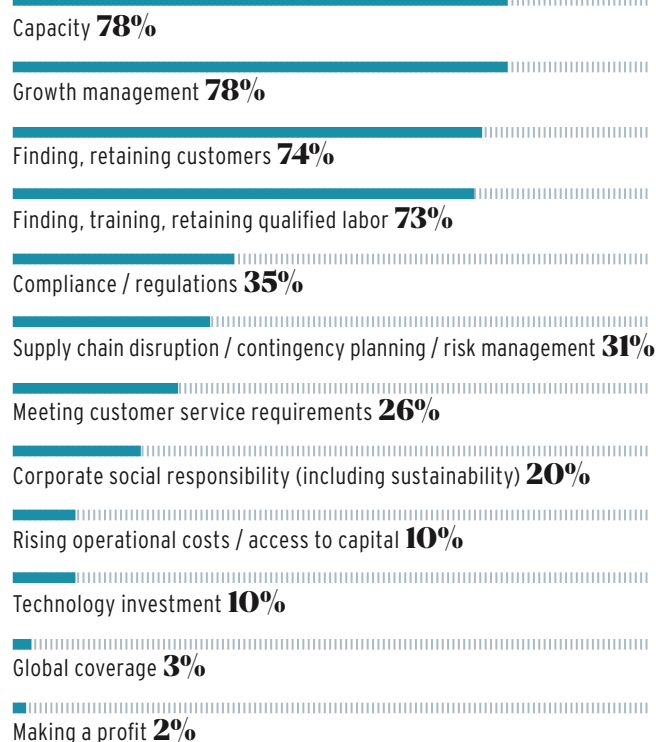 Capacity 78%
Growth management 78%
Finding, retaining customers 74%
Finding, training, retaining qualified labor 73%
Compliance / regulations 35%
Supply chain disruption / contingency planning / risk management 31%
Meeting customer service requirements 26%
Corporate social responsibility (including sustainability) 20%
Rising operational costs / access to capital 10%
Technology investment 10%
Global coverage 3%
Making a profit 2%